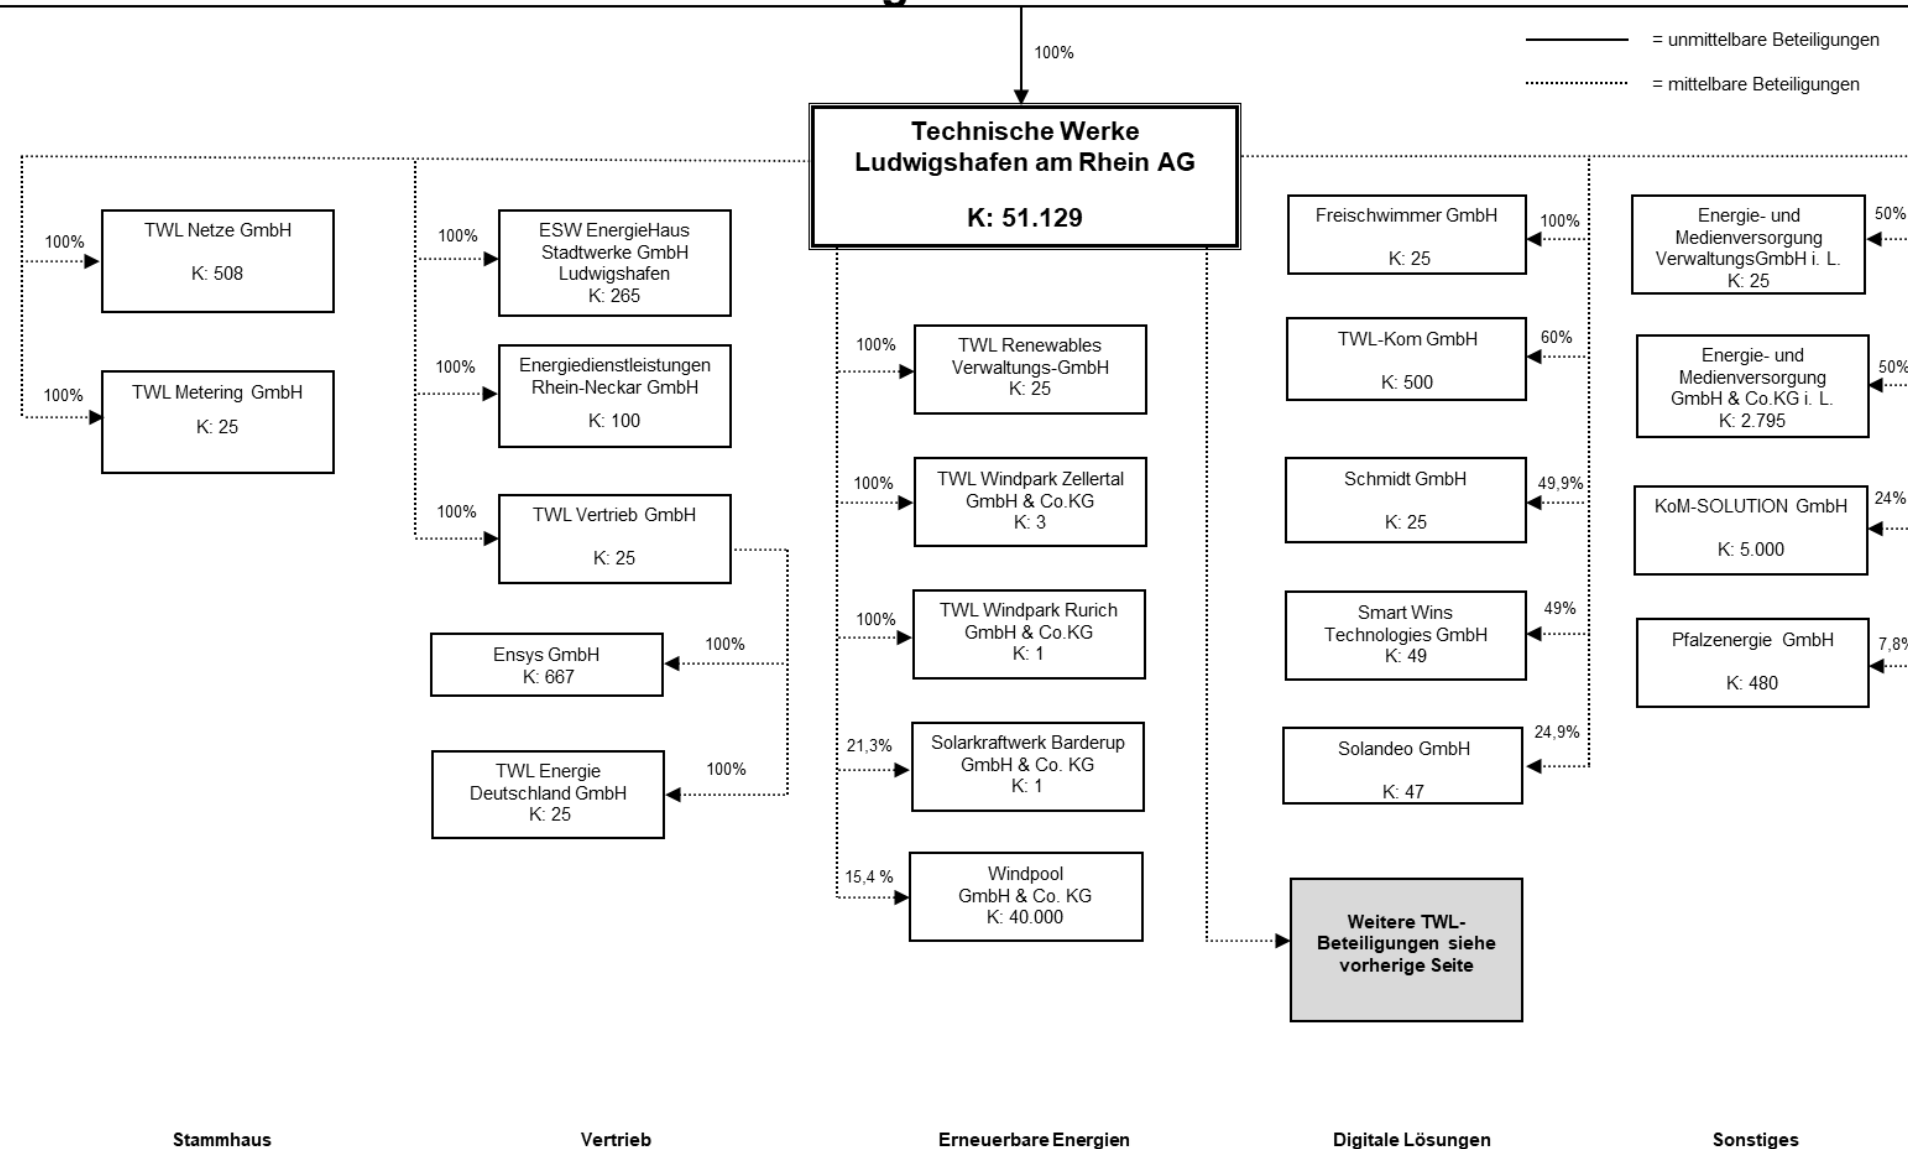 100%
= unmittelbare Beteiligungen
= mittelbare Beteiligungen
Technische Werke
Ludwigshafen am Rhein AG
K: 51.129
100%
TWL Netze GmbH
K: 508
100%
TWL Metering GmbH
K: 25
100%
ESW EnergieHaus
Stadtwerke GmbH
Ludwigshafen
K: 265
100%
Energiedienstleistungen
Rhein-Neckar GmbH
K: 100
100%
TWL Vertrieb GmbH
K: 25
100%
Ensys GmbH
K: 667
100%
TWL Energie
Deutschland GmbH
K: 25
100%
TWL Renewables
Verwaltungs-GmbH
K: 25
100%
TWL Windpark Zellertal
GmbH & Co.KG
K: 3
100%
TWL Windpark Rurich
GmbH & Co.KG
K: 1
21,3%
Solarkraftwerk Barderup
GmbH & Co. KG
K: 1
15,4 %
Windpool
GmbH & Co. KG
K: 40.000
Freischwimmer GmbH
K: 25
100%
TWL-Kom GmbH
K: 500
60%
Schmidt GmbH
K: 25
49,9%
Smart Wins
Technologies GmbH
K: 49
49%
Solandeo GmbH
K: 47
24,9%
Weitere TWL-
Beteiligungen siehe
vorherige Seite
Energie- und
Medienversorgung
VerwaltungsGmbH i. L.
K: 25
50%
Energie- und
Medienversorgung
GmbH & Co.KG i. L.
K: 2.795
50%
KoM-SOLUTION GmbH
K: 5.000
24%
Pfalzenergie GmbH
K: 480
7,8%
Stammhaus
Vertrieb
Erneuerbare Energien
Digitale Lösungen
Sonstiges